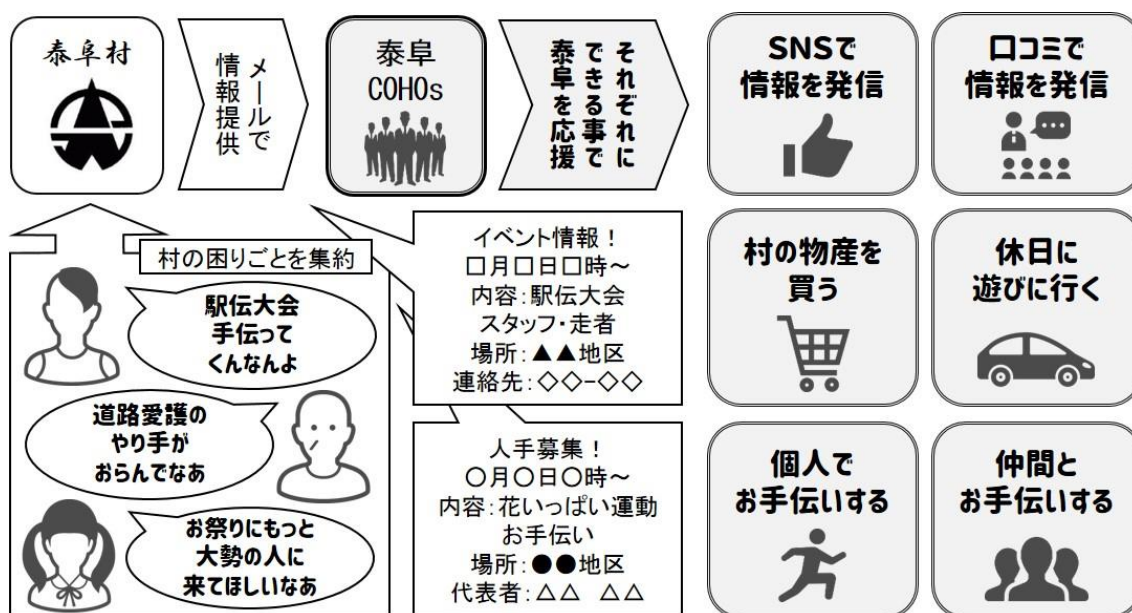 泰阜村
メールで
情報提供
泰阜
COHOs
それぞれに
できる事で
泰阜を応援
SNSで
情報を発信
口コミで
情報を発信
村の困りごとを集約
駅伝大会
手伝って
くんなんよ
道路愛護の
やり手が
おらんでなあ
お祭りにもっと
大勢の人に
来てほしいなあ
イベント情報！
□月□日□時～
内容：駅伝大会
スタッフ・走者
場所：▲▲地区
連絡先：◇◇-◇◇
人手募集！
○月○日○時～
内容：花いっぱい運動
お手伝い
場所：●●地区
代表者：△△　△△
村の物産を
買う
休日に
遊びに行く
個人で
お手伝いする
仲間と
お手伝いする